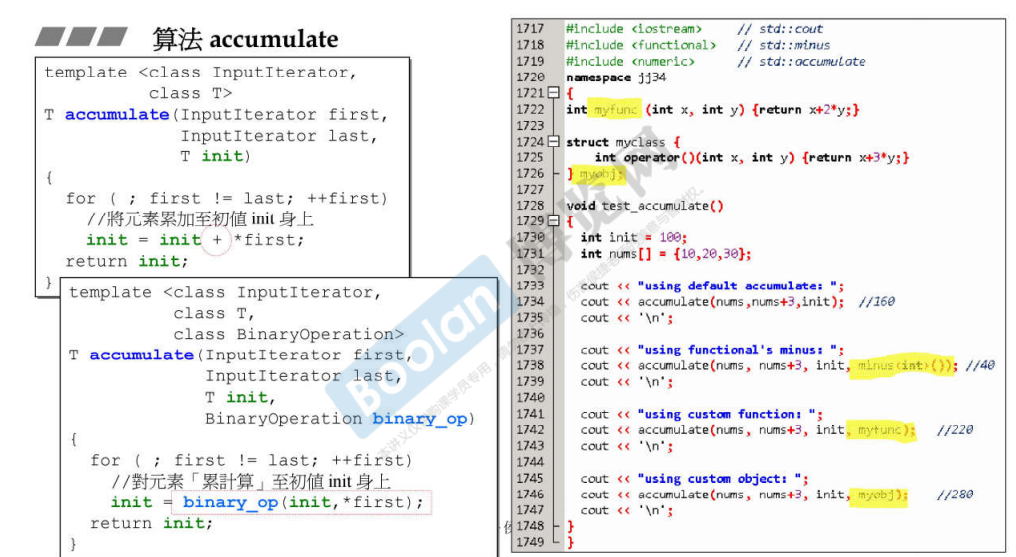 算法 accumulate
template <class InputIterator,
class T>
T accumulate(InputIterator first,
InputIterator last,
T init)
{
for ( ; first != last; ++first)
//將元素累加至初值 init 身上
init = init + *first;
return init;
}
template <class InputIterator,
class T,
class BinaryOperation>
T accumulate(InputIterator first,
InputIterator last,
T init,
BinaryOperation binary_op)
{
for ( ; first != last; ++first)
//對元素「累計算」至初值 init 身上
init = binary_op(init,*first);
return init;
}
1717 #include <iostream> // std::cout
1718 #include <functional> // std::minus
1719 #include <numeric> // std::accumulate
1720 namespace jj34
1721 {
1722 int myfunc (int x, int y) {return x+2*y;}
1723
1724 struct myclass {
1725 int operator()(int x, int y) {return x+3*y;}
1726 } myobj;
1727
1728 void test_accumulate()
1729 {
1730 int init = 100;
1731 int nums[] = {10,20,30};
1732
1733 cout << "using default accumulate: ";
1734 cout << accumulate(nums,nums+3,init); //160
1735 cout << '\n';
1736
1737 cout << "using functional's minus: ";
1738 cout << accumulate(nums, nums+3, init, minus<int>()); //40
1739 cout << '\n';
1740
1741 cout << "using custom function: ";
1742 cout << accumulate(nums, nums+3, init, myfunc); //220
1743 cout << '\n';
1744
1745 cout << "using custom object: ";
1746 cout << accumulate(nums, nums+3, init, myobj); //280
1747 cout << '\n';
1748 }
1749 }
Boolan
博览网